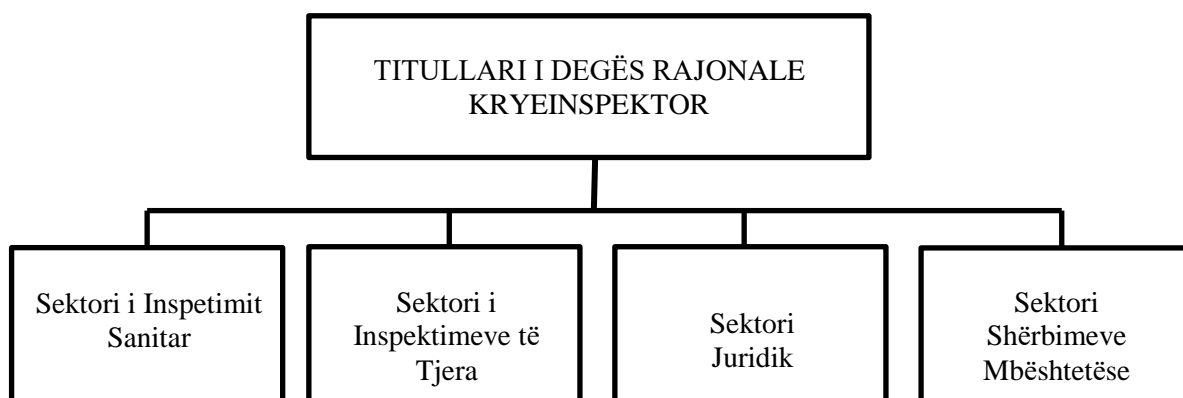 TITULLARI I DEGËS RAJONALE
KRYEINSPEKTOR
Sektori i Inspetimit
Sanitar
Sektori i
Inspektimeve të
Tjera
Sektori
Juridik
Sektori
Shërbimeve
Mbështetëse